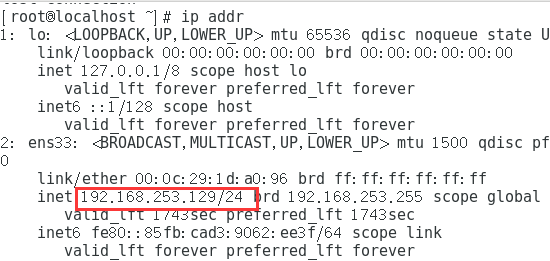 [root@localhost ~]# ip addr
1: lo: <LOOPBACK,UP,LOWER_UP> mtu 65536 qdisc noqueue state U
link/loopback 00:00:00:00:00:00 brd 00:00:00:00:00:00
inet 127.0.0.1/8 scope host lo
valid_lft forever preferred_lft forever
inet6 ::1/128 scope host
valid_lft forever preferred_lft forever
2: ens33: <BROADCAST,MULTICAST,UP,LOWER_UP> mtu 1500 qdisc pf
0
link/ether 00:0c:29:1d:a0:96 brd ff:ff:ff:ff:ff:ff
inet 192.168.253.129/24 brd 192.168.253.255 scope global
valid_lft 1743sec preferred_lft 1743sec
inet6 fe80::85fb:cad3:9062:ee3f/64 scope link
valid_lft forever preferred_lft forever